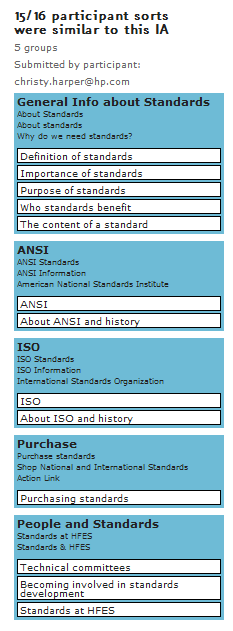 15/16 participant sorts
were similar to this IA
5 groups
Submitted by participant:
christy.harper@hp.com
General Info about Standards
About Standards
About standards
Why do we need standards?
Definition of standards
Importance of standards
Purpose of standards
Who standards benefit
The content of a standard
ANSI
ANSI Standards
ANSI Information
American National Standards Institute
ANSI
About ANSI and history
ISO
ISO Standards
ISO Information
International Standards Organization
ISO
About ISO and history
Purchase
Purchase standards
Shop National and International Standards
Action Link
Purchasing standards
People and Standards
Standards at HFES
Standards & HFES
Technical committees
Becoming involved in standards
development
Standards at HFES